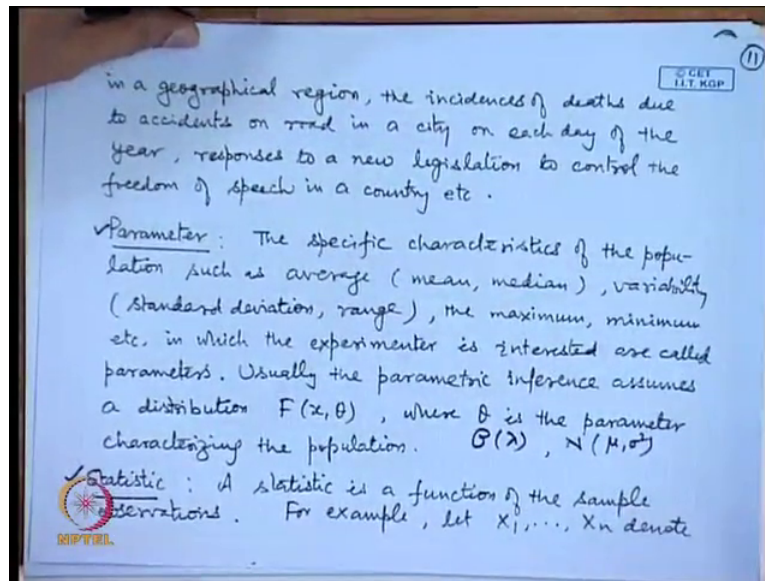 11
© CET
I.I.T. KGP
in a geographical region, the incidences of deaths due
to accidents on road in a city on each day of the
year, responses to a new legislation to control the
freedom of speech in a country etc.
✓Parameter : The specific characteristics of the popu-
lation such as average (mean, median), variability
(standard deviation, range), the maximum, minimum
etc. in which the experimenter is interested are called
parameters. Usually the parametric inference assumes
a distribution F(x, θ), where θ is the parameter
characterizing the population. P(λ), N(μ, σ²)
✓Statistic : A statistic is a function of the sample
observations. For example, let X₁, ..., Xn denote
NPTEL